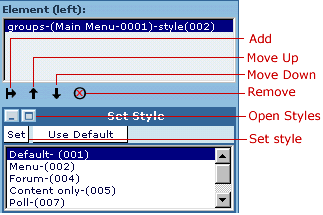 Element (left):
groups-(Main Menu-0001)-style(002)
Add
Move Up
Move Down
Remove
Set Style
Open Styles
Set
Use Default
Set style
Default- (001)
Menu-(002)
Forum-(004)
Content only-(005)
Poll-(007)